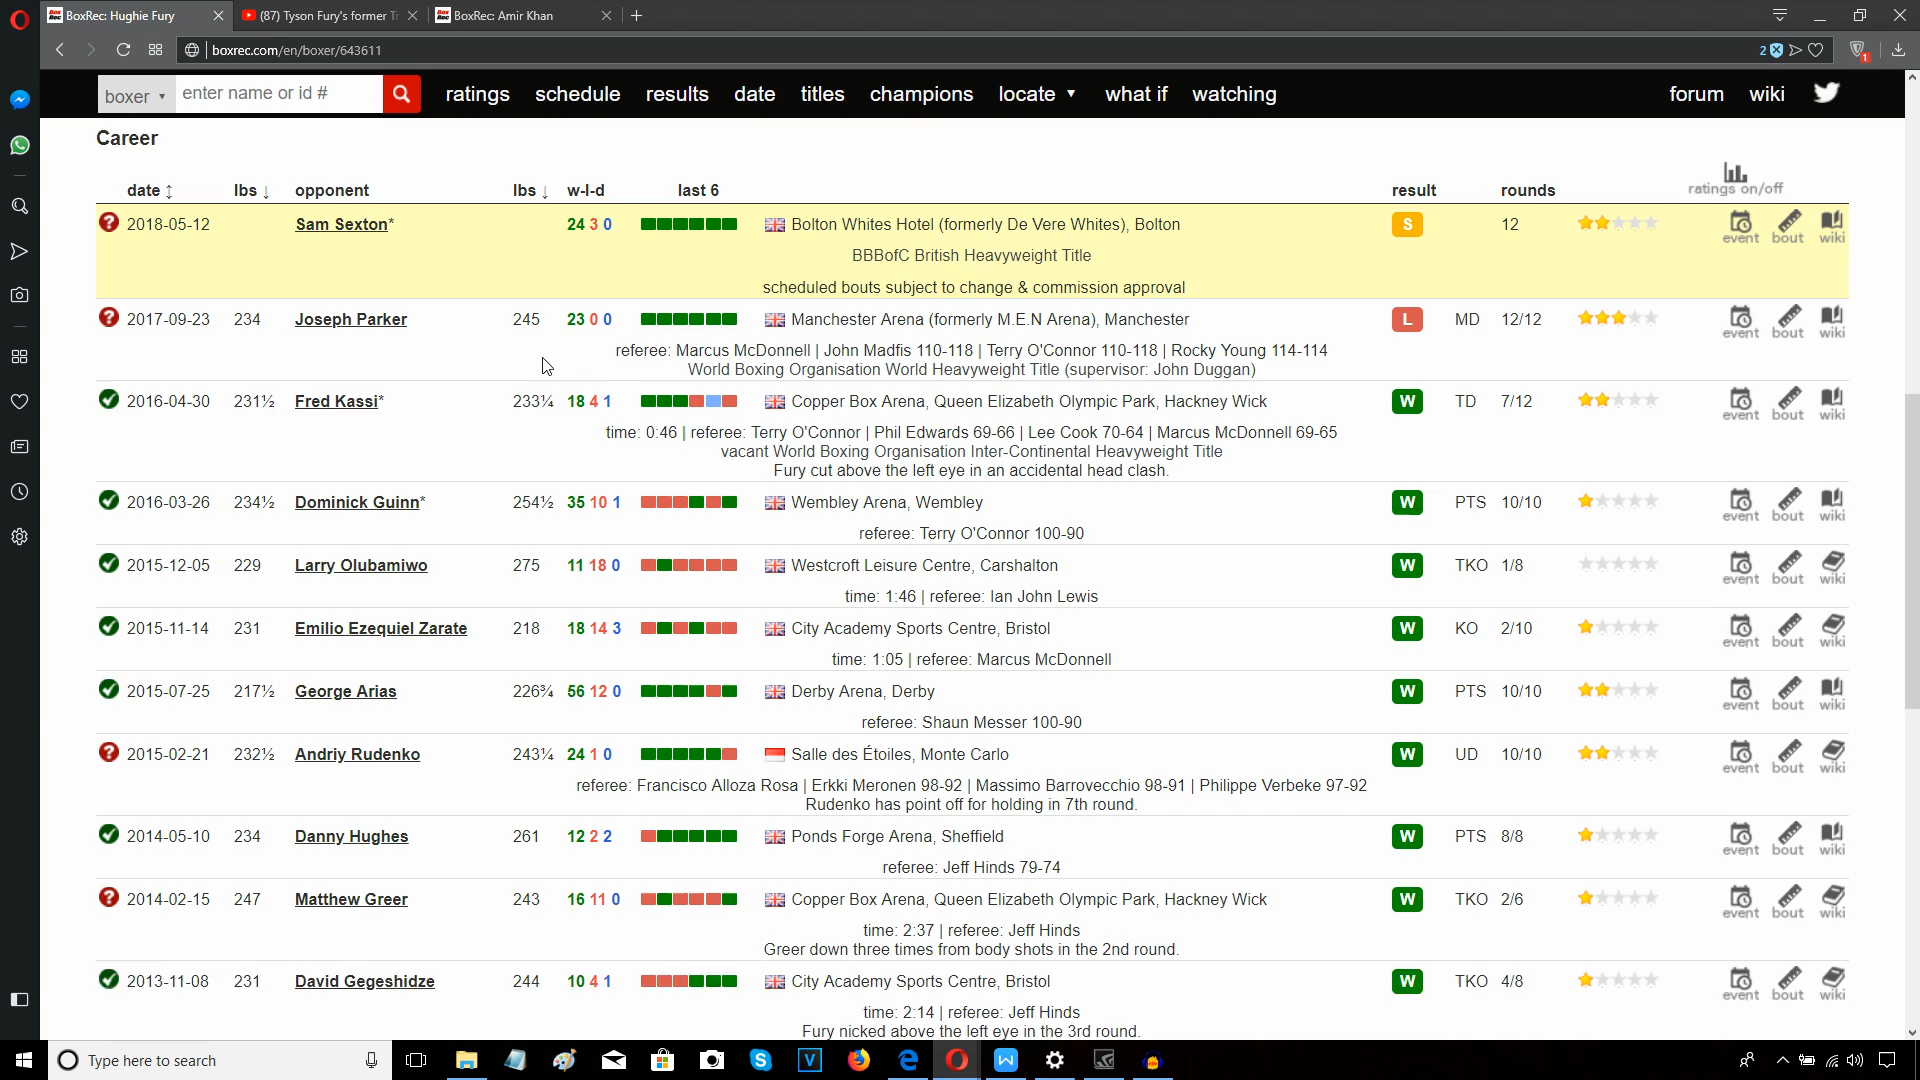 BoxRec: Hughie Fury
(87) Tyson Fury's former Tr
BoxRec: Amir Khan
boxrec.com/en/boxer/643611
2
1
boxer
enter name or id #
ratings
schedule
results
date
titles
champions
locate
what if
watching
forum
wiki
Career
ratings on/off
date lbs opponent lbs w-l-d last 6 result rounds
2018-05-12 Sam Sexton* 24 3 0 Bolton Whites Hotel (formerly De Vere Whites), Bolton S 12 event bout wiki
BBBofC British Heavyweight Title
scheduled bouts subject to change & commission approval
2017-09-23 234 Joseph Parker 245 23 0 0 Manchester Arena (formerly M.E.N Arena), Manchester L MD 12/12 event bout wiki
referee: Marcus McDonnell | John Madfis 110-118 | Terry O'Connor 110-118 | Rocky Young 114-114
World Boxing Organisation World Heavyweight Title (supervisor: John Duggan)
2016-04-30 231½ Fred Kassi* 233¼ 18 4 1 Copper Box Arena, Queen Elizabeth Olympic Park, Hackney Wick W TD 7/12 event bout wiki
time: 0:46 | referee: Terry O'Connor | Phil Edwards 69-66 | Lee Cook 70-64 | Marcus McDonnell 69-65
vacant World Boxing Organisation Inter-Continental Heavyweight Title
Fury cut above the left eye in an accidental head clash.
2016-03-26 234½ Dominick Guinn* 254½ 35 10 1 Wembley Arena, Wembley W PTS 10/10 event bout wiki
referee: Terry O'Connor 100-90
2015-12-05 229 Larry Olubamiwo 275 11 18 0 Westcroft Leisure Centre, Carshalton W TKO 1/8 event bout wiki
time: 1:46 | referee: Ian John Lewis
2015-11-14 231 Emilio Ezequiel Zarate 218 18 14 3 City Academy Sports Centre, Bristol W KO 2/10 event bout wiki
time: 1:05 | referee: Marcus McDonnell
2015-07-25 217½ George Arias 226¾ 56 12 0 Derby Arena, Derby W PTS 10/10 event bout wiki
referee: Shaun Messer 100-90
2015-02-21 232½ Andriy Rudenko 243¼ 24 1 0 Salle des Étoiles, Monte Carlo W UD 10/10 event bout wiki
referee: Francisco Alloza Rosa | Erkki Meronen 98-92 | Massimo Barrovecchio 98-91 | Philippe Verbeke 97-92
Rudenko has point off for holding in 7th round.
2014-05-10 234 Danny Hughes 261 12 2 2 Ponds Forge Arena, Sheffield W PTS 8/8 event bout wiki
referee: Jeff Hinds 79-74
2014-02-15 247 Matthew Greer 243 16 11 0 Copper Box Arena, Queen Elizabeth Olympic Park, Hackney Wick W TKO 2/6 event bout wiki
time: 2:37 | referee: Jeff Hinds
Greer down three times from body shots in the 2nd round.
2013-11-08 231 David Gegeshidze 244 10 4 1 City Academy Sports Centre, Bristol W TKO 4/8 event bout wiki
time: 2:14 | referee: Jeff Hinds
Fury nicked above the left eye in the 3rd round.
Type here to search